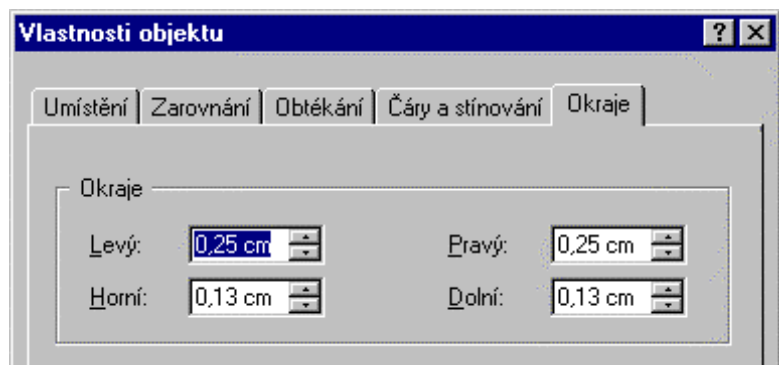 Vlastnosti objektu
Umístění Zarovnání Obtékání Čáry a stínování Okraje
Okraje
Levý: 0,25 cm Pravý: 0,25 cm
Horní: 0,13 cm Dolní: 0,13 cm